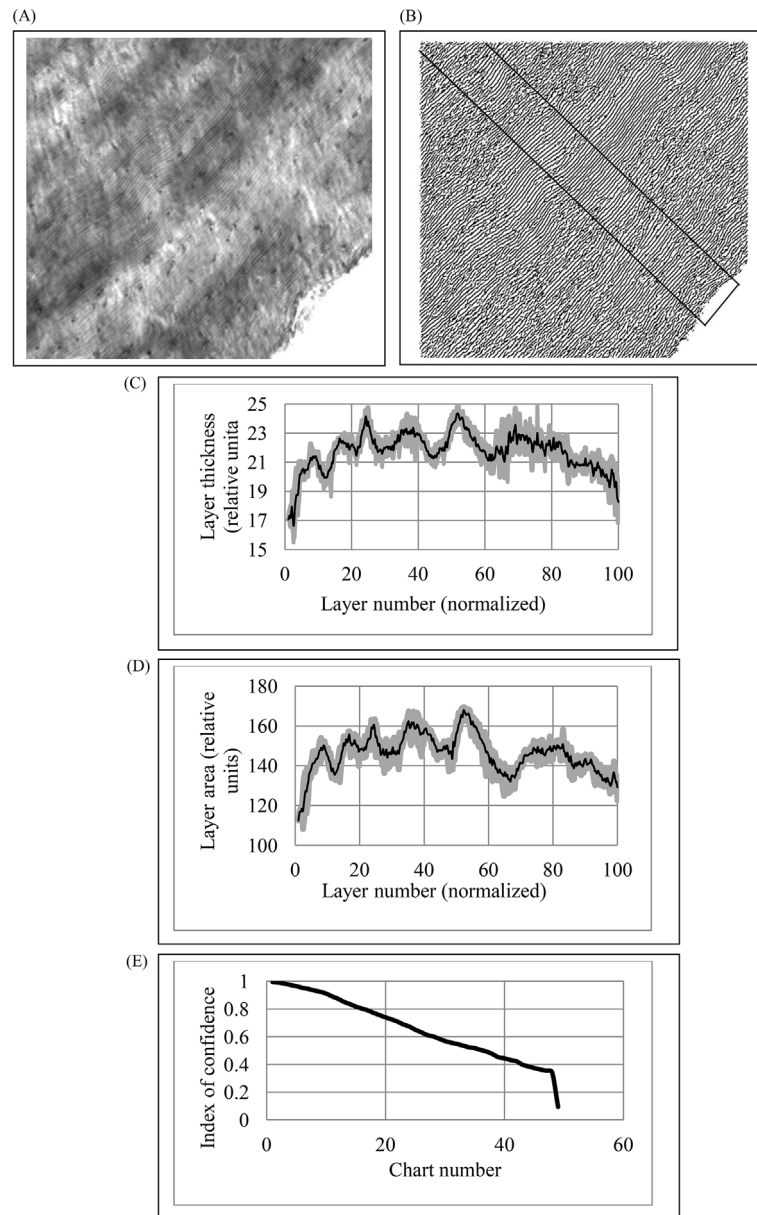 (A)
(B)
(C)
Layer thickness
(relative unita
25
23
21
19
17
15
0 20 40 60 80 100
Layer number (normalized)
(D)
Layer area (relative
units)
180
160
140
120
100
0 20 40 60 80 100
Layer number (normalized)
(E)
Index of confidence
1
0.8
0.6
0.4
0.2
0
0 20 40 60
Chart number